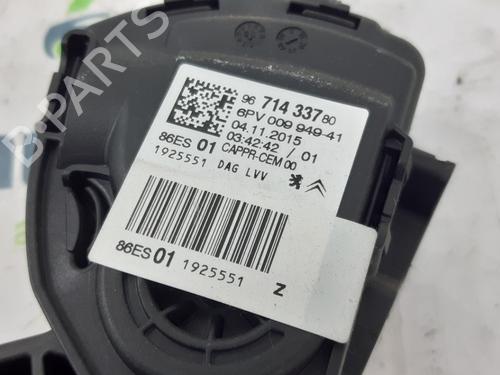 B-PARTS
96 714 337 80
6PV 009 949-41
04.11.2015
03:42:42 / 01
86ES 01 CAPPR-CEM 00
1925551 DAG LVV
86ES 01 1925551 Z